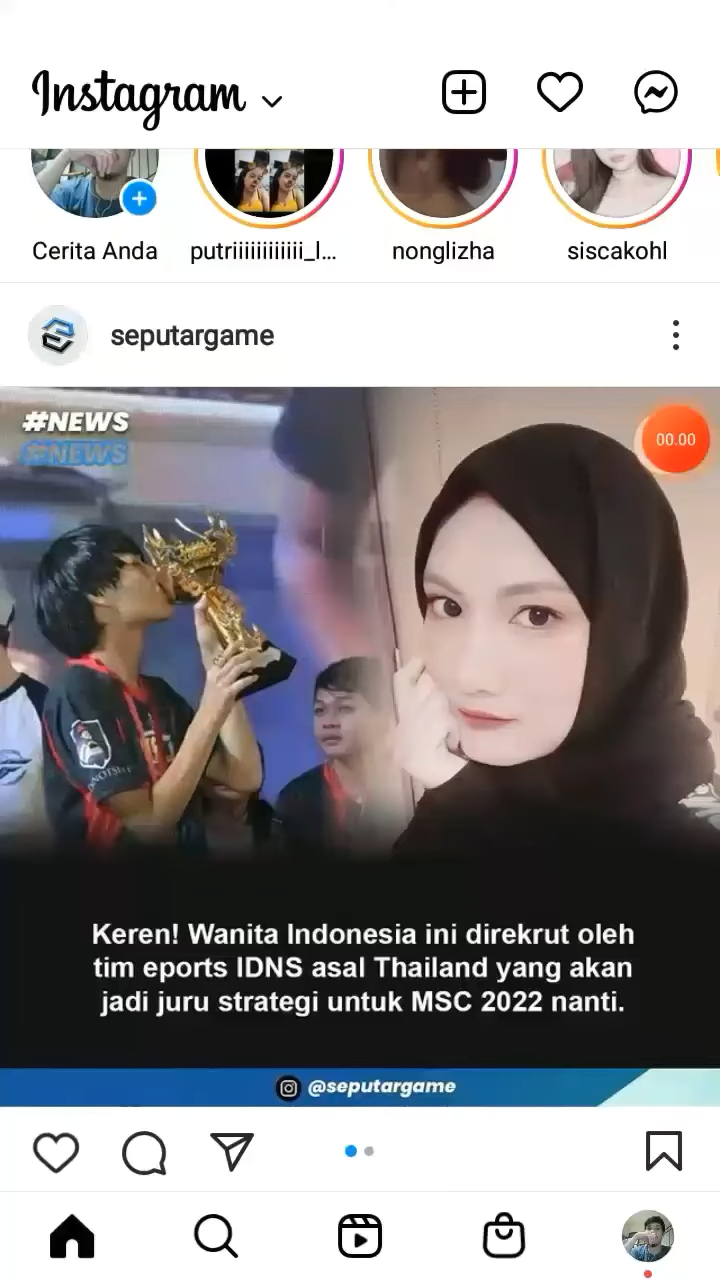 Instagram
Cerita Anda
putriiiiiiiiiiiii_l...
nonglizha
siscakohl
seputargame
#NEWS
#NEWS
00.00
Keren! Wanita Indonesia ini direkrut oleh
tim eports IDNS asal Thailand yang akan
jadi juru strategi untuk MSC 2022 nanti.
@seputargame